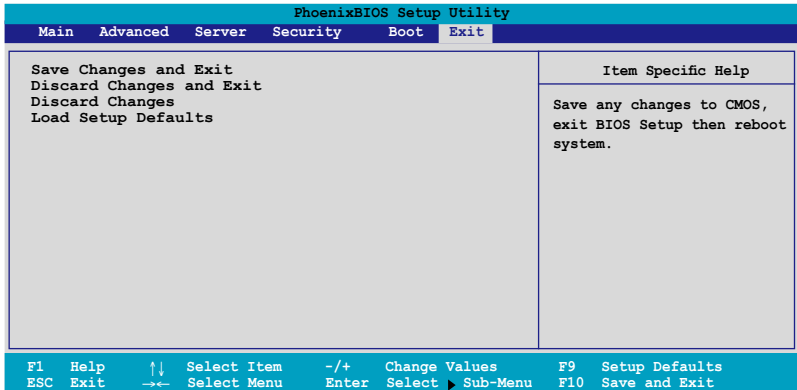 PhoenixBIOS Setup Utility
Main Advanced Server Security Boot Exit
Save Changes and Exit
Discard Changes and Exit
Discard Changes
Load Setup Defaults
Item Specific Help
Save any changes to CMOS,
exit BIOS Setup then reboot
system.
F1 Help ↑↓ Select Item -/+ Change Values F9 Setup Defaults
ESC Exit →← Select Menu Enter Select ▶ Sub-Menu F10 Save and Exit